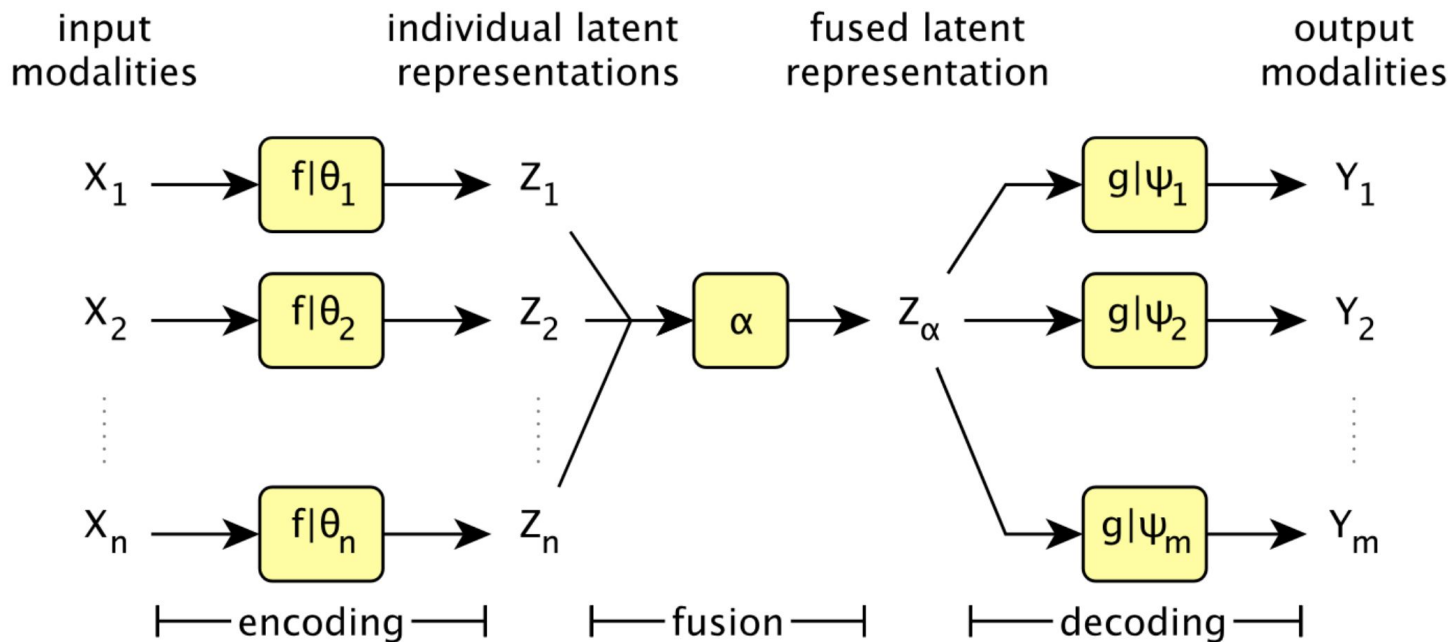 input modalities
individual latent representations
fused latent representation
output modalities
X₁ f|θ₁ Z₁ g|ψ₁ Y₁
X₂ f|θ₂ Z₂ α Z_α g|ψ₂ Y₂
Xₙ f|θₙ Zₙ g|ψₘ Yₘ
encoding fusion decoding